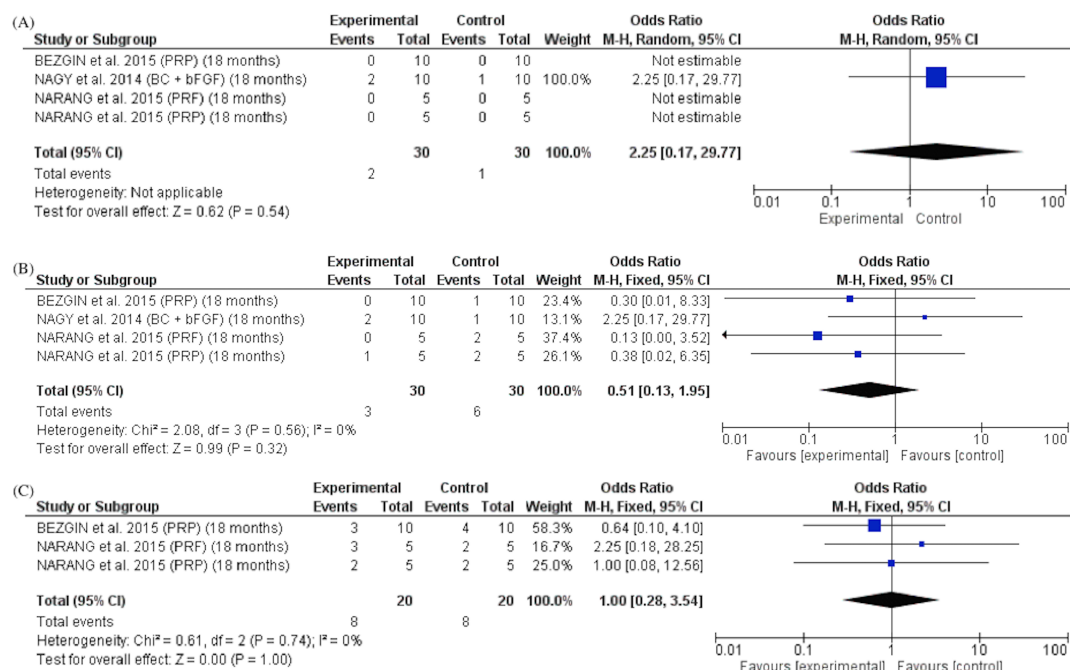 (A)
Experimental Control Odds Ratio Odds Ratio
Study or Subgroup Events Total Events Total Weight M-H, Random, 95% CI M-H, Random, 95% CI
BEZGIN et al. 2015 (PRP) (18 months) 0 10 0 10 Not estimable
NAGY et al. 2014 (BC + bFGF) (18 months) 2 10 1 10 100.0% 2.25 [0.17, 29.77]
NARANG et al. 2015 (PRF) (18 months) 0 5 0 5 Not estimable
NARANG et al. 2015 (PRP) (18 months) 0 5 0 5 Not estimable
Total (95% CI) 30 30 100.0% 2.25 [0.17, 29.77]
Total events 2 1
Heterogeneity: Not applicable
Test for overall effect: Z = 0.62 (P = 0.54)
0.01 0.1 1 10 100
Experimental Control
(B)
Experimental Control Odds Ratio Odds Ratio
Study or Subgroup Events Total Events Total Weight M-H, Fixed, 95% CI M-H, Fixed, 95% CI
BEZGIN et al. 2015 (PRP) (18 months) 0 10 1 10 23.4% 0.30 [0.01, 8.33]
NAGY et al. 2014 (BC + bFGF) (18 months) 2 10 1 10 13.1% 2.25 [0.17, 29.77]
NARANG et al. 2015 (PRF) (18 months) 0 5 2 5 37.4% 0.13 [0.00, 3.52]
NARANG et al. 2015 (PRP) (18 months) 1 5 2 5 26.1% 0.38 [0.02, 6.35]
Total (95% CI) 30 30 100.0% 0.51 [0.13, 1.95]
Total events 3 6
Heterogeneity: Chi² = 2.08, df = 3 (P = 0.56); I² = 0%
Test for overall effect: Z = 0.99 (P = 0.32)
0.01 0.1 1 10 100
Favours [experimental] Favours [control]
(C)
Experimental Control Odds Ratio Odds Ratio
Study or Subgroup Events Total Events Total Weight M-H, Fixed, 95% CI M-H, Fixed, 95% CI
BEZGIN et al. 2015 (PRP) (18 months) 3 10 4 10 58.3% 0.64 [0.10, 4.10]
NARANG et al. 2015 (PRF) (18 months) 3 5 2 5 16.7% 2.25 [0.18, 28.25]
NARANG et al. 2015 (PRP) (18 months) 2 5 2 5 25.0% 1.00 [0.08, 12.56]
Total (95% CI) 20 20 100.0% 1.00 [0.28, 3.54]
Total events 8 8
Heterogeneity: Chi² = 0.61, df = 2 (P = 0.74); I² = 0%
Test for overall effect: Z = 0.00 (P = 1.00)
0.01 0.1 1 10 100
Favours [experimental] Favours [control]